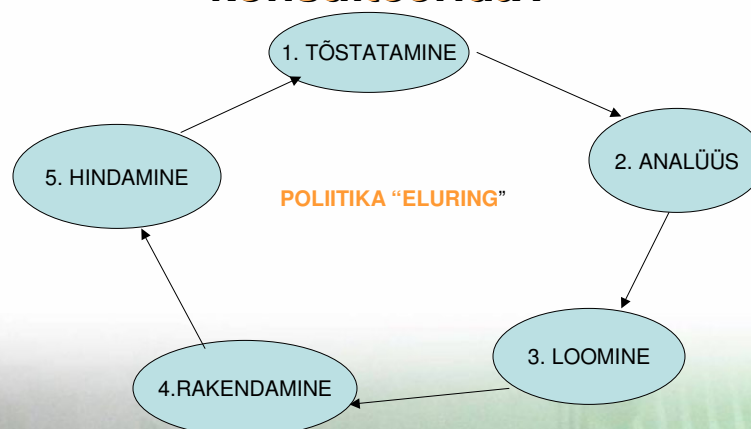 1. TÕSTATAMINE
2. ANALÜÜS
5. HINDAMINE
POLIITIKA “ELURING”
3. LOOMINE
4.RAKENDAMINE